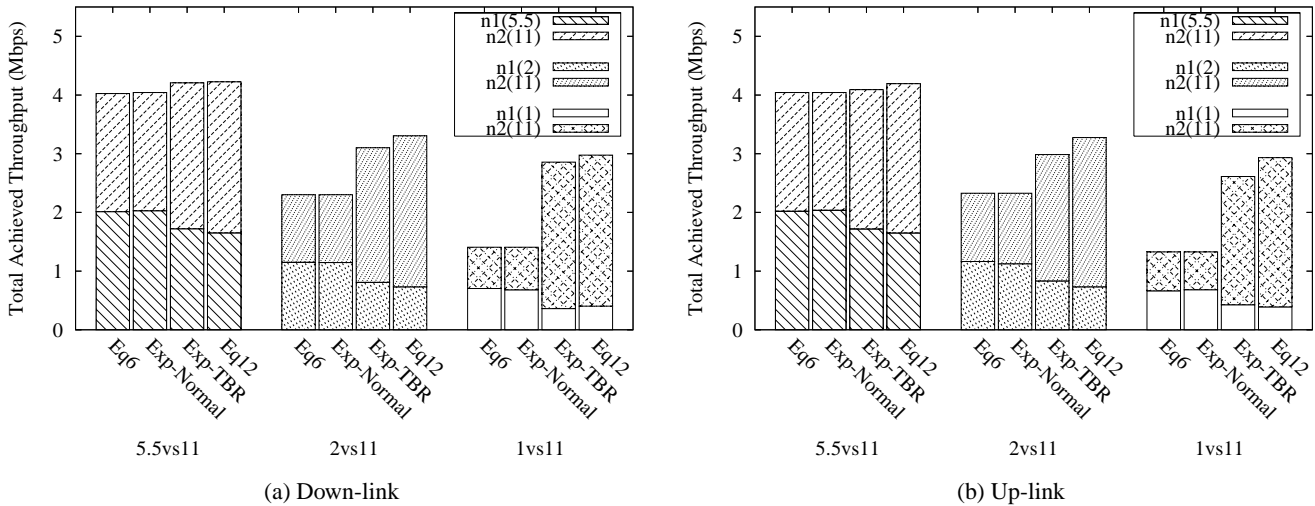 Total Achieved Throughput (Mbps)
5
4
3
2
1
0
n1(5.5)
n2(11)
n1(2)
n2(11)
n1(1)
n2(11)
Eq6
Exp-Normal
Exp-TBR
Eq12
Eq6
Exp-Normal
Exp-TBR
Eq12
Eq6
Exp-Normal
Exp-TBR
Eq12
5.5vs11 2vs11 1vs11
(a) Down-link
Total Achieved Throughput (Mbps)
5
4
3
2
1
0
n1(5.5)
n2(11)
n1(2)
n2(11)
n1(1)
n2(11)
Eq6
Exp-Normal
Exp-TBR
Eq12
Eq6
Exp-Normal
Exp-TBR
Eq12
Eq6
Exp-Normal
Exp-TBR
Eq12
5.5vs11 2vs11 1vs11
(b) Up-link